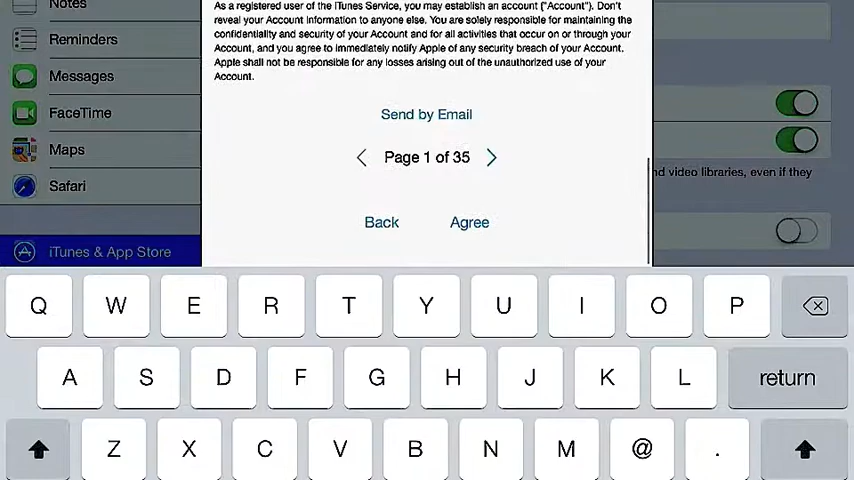 Notes
Reminders
Messages
FaceTime
Maps
Safari
iTunes & App Store
As a registered user of the iTunes Service, you may establish an account ("Account"). Don't
reveal your Account information to anyone else. You are solely responsible for maintaining the
confidentiality and security of your Account and for all activities that occur on or through your
Account, and you agree to immediately notify Apple of any security breach of your Account.
Apple shall not be responsible for any losses arising out of the unauthorized use of your
Account.
Send by Email
Page 1 of 35
Back Agree
nd video libraries, even if they
Q W E R T Y U I O P
A S D F G H J K L return
Z X C V B N M @ .